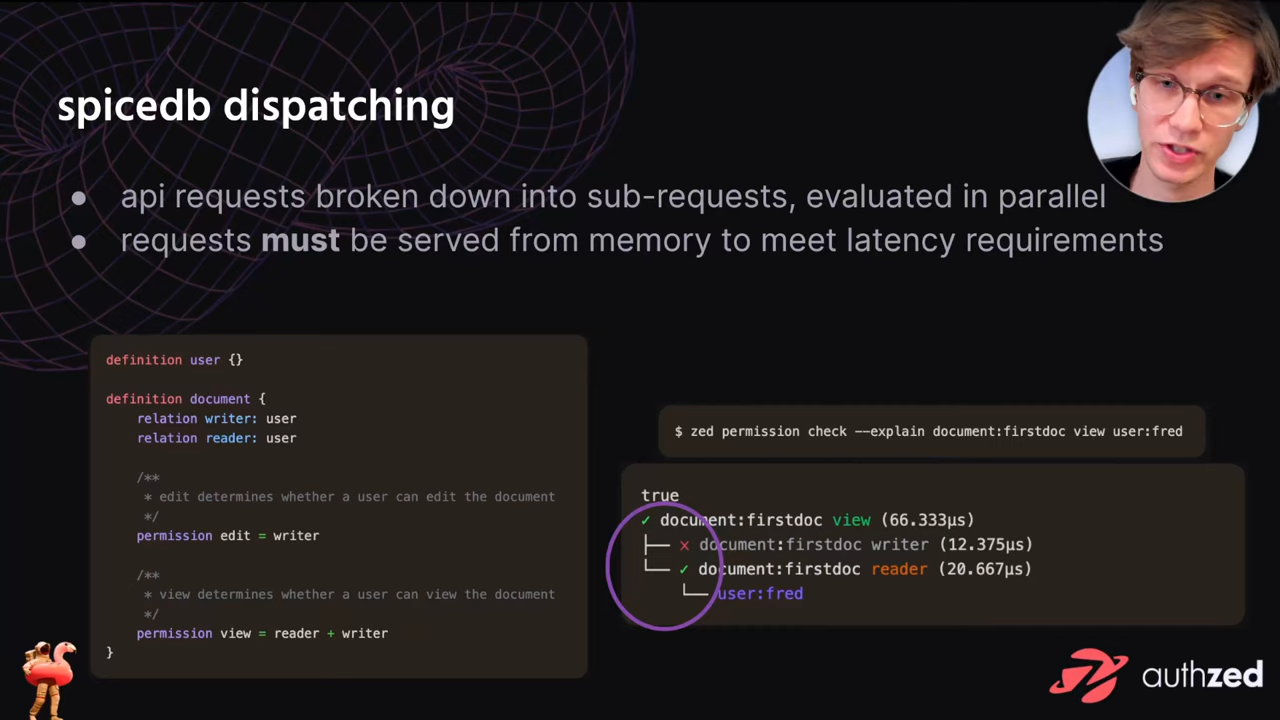 spicedb dispatching
● api requests broken down into sub-requests, evaluated in parallel
● requests must be served from memory to meet latency requirements
definition user {}
definition document {
relation writer: user
relation reader: user
/**
* edit determines whether a user can edit the document
*/
permission edit = writer
/**
* view determines whether a user can view the document
*/
permission view = reader + writer
}
$ zed permission check --explain document:firstdoc view user:fred
true
✓ document:firstdoc view (66.333µs)
├── ⨉ document:firstdoc writer (12.375µs)
└── ✓ document:firstdoc reader (20.667µs)
└── user:fred
authzed